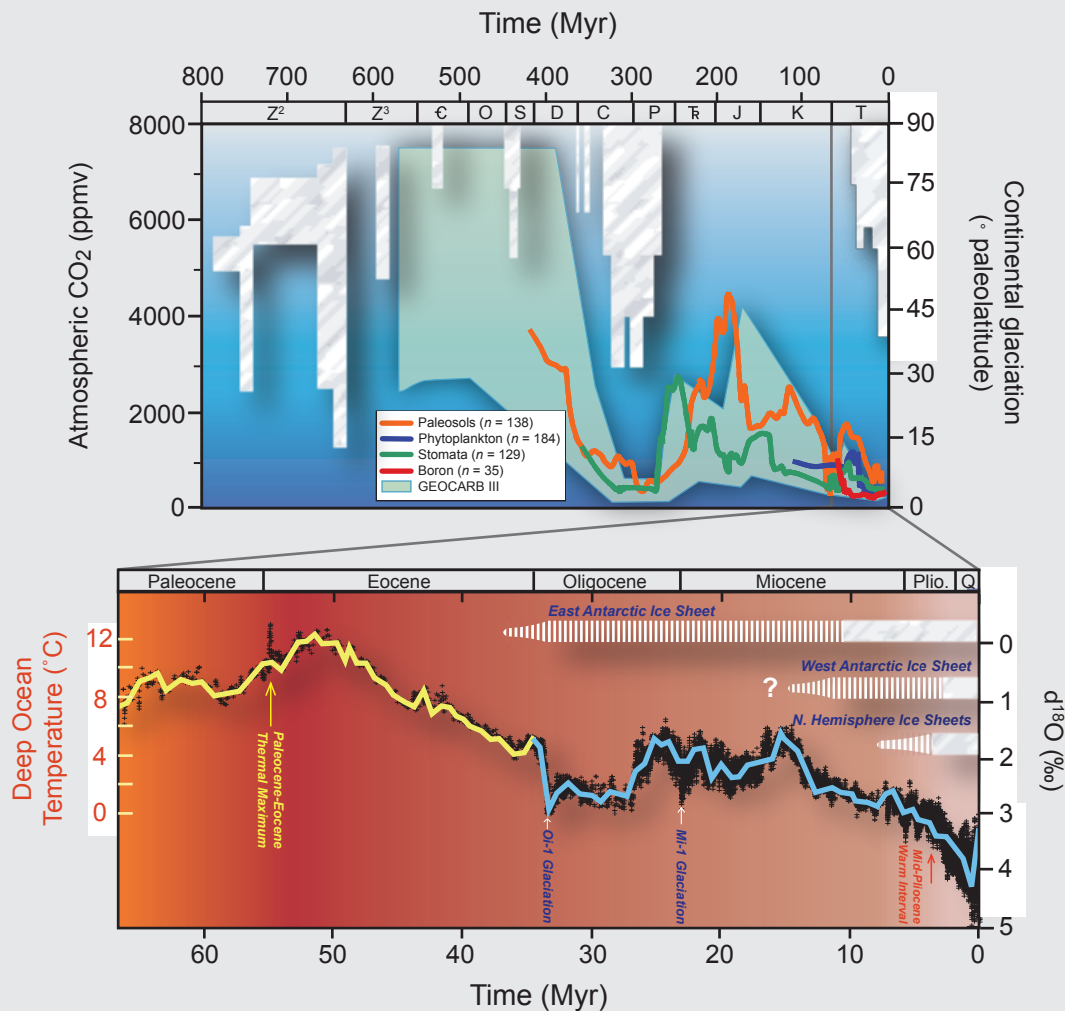 Time (Myr)
800 700 600 500 400 300 200 100 0
Z² Z³ Ꞓ O S D C P Ꞃ J K T
8000 6000 4000 2000 0
Atmospheric CO₂ (ppmv)
90 75 60 45 30 15 0
Continental glaciation
(° paleolatitude)
Paleosols (n = 138)
Phytoplankton (n = 184)
Stomata (n = 129)
Boron (n = 35)
GEOCARB III
Paleocene Eocene Oligocene Miocene Plio. Q
12 8 4 0
Deep Ocean
Temperature (°C)
East Antarctic Ice Sheet
West Antarctic Ice Sheet
?
N. Hemisphere Ice Sheets
Paleocene-Eocene
Thermal Maximum
Oi-1 Glaciation
Mi-1 Glaciation
Mid-Pliocene
Warm Interval
0 1 2 3 4 5
d¹⁸O (‰)
60 50 40 30 20 10 0
Time (Myr)